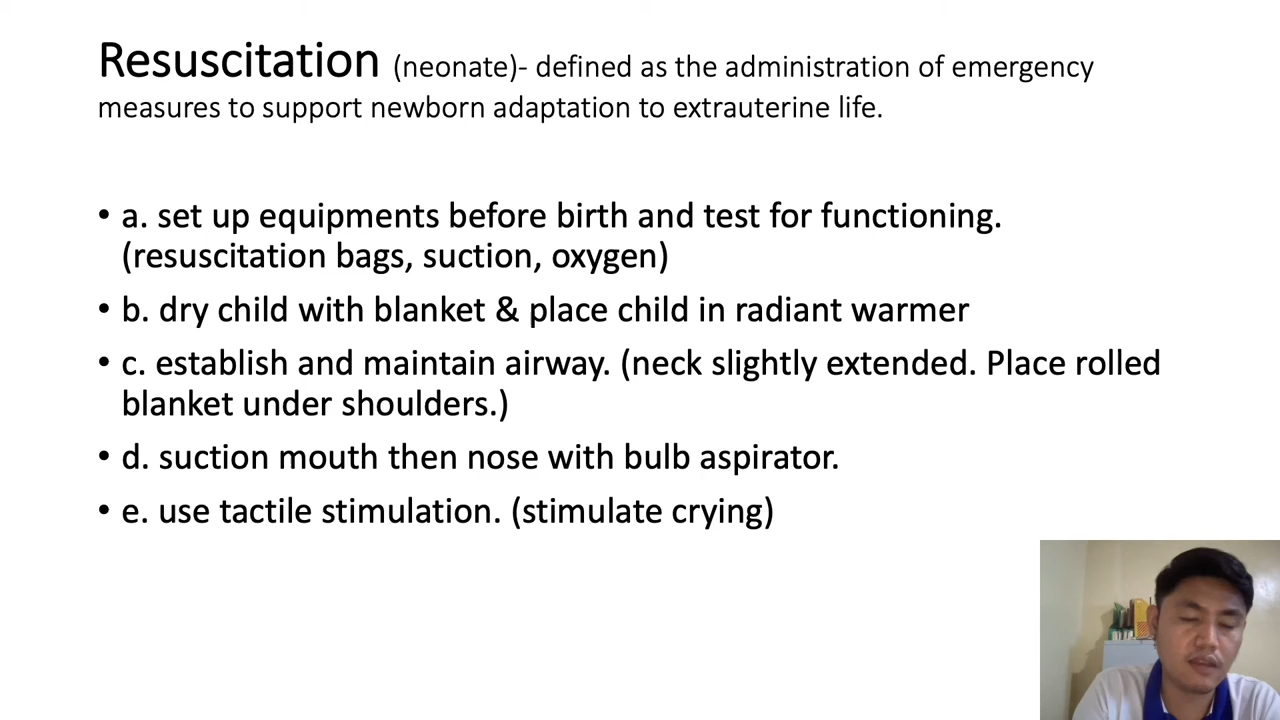 Resuscitation (neonate)- defined as the administration of emergency
measures to support newborn adaptation to extrauterine life.
• a. set up equipments before birth and test for functioning.
(resuscitation bags, suction, oxygen)
• b. dry child with blanket & place child in radiant warmer
• c. establish and maintain airway. (neck slightly extended. Place rolled
blanket under shoulders.)
• d. suction mouth then nose with bulb aspirator.
• e. use tactile stimulation. (stimulate crying)